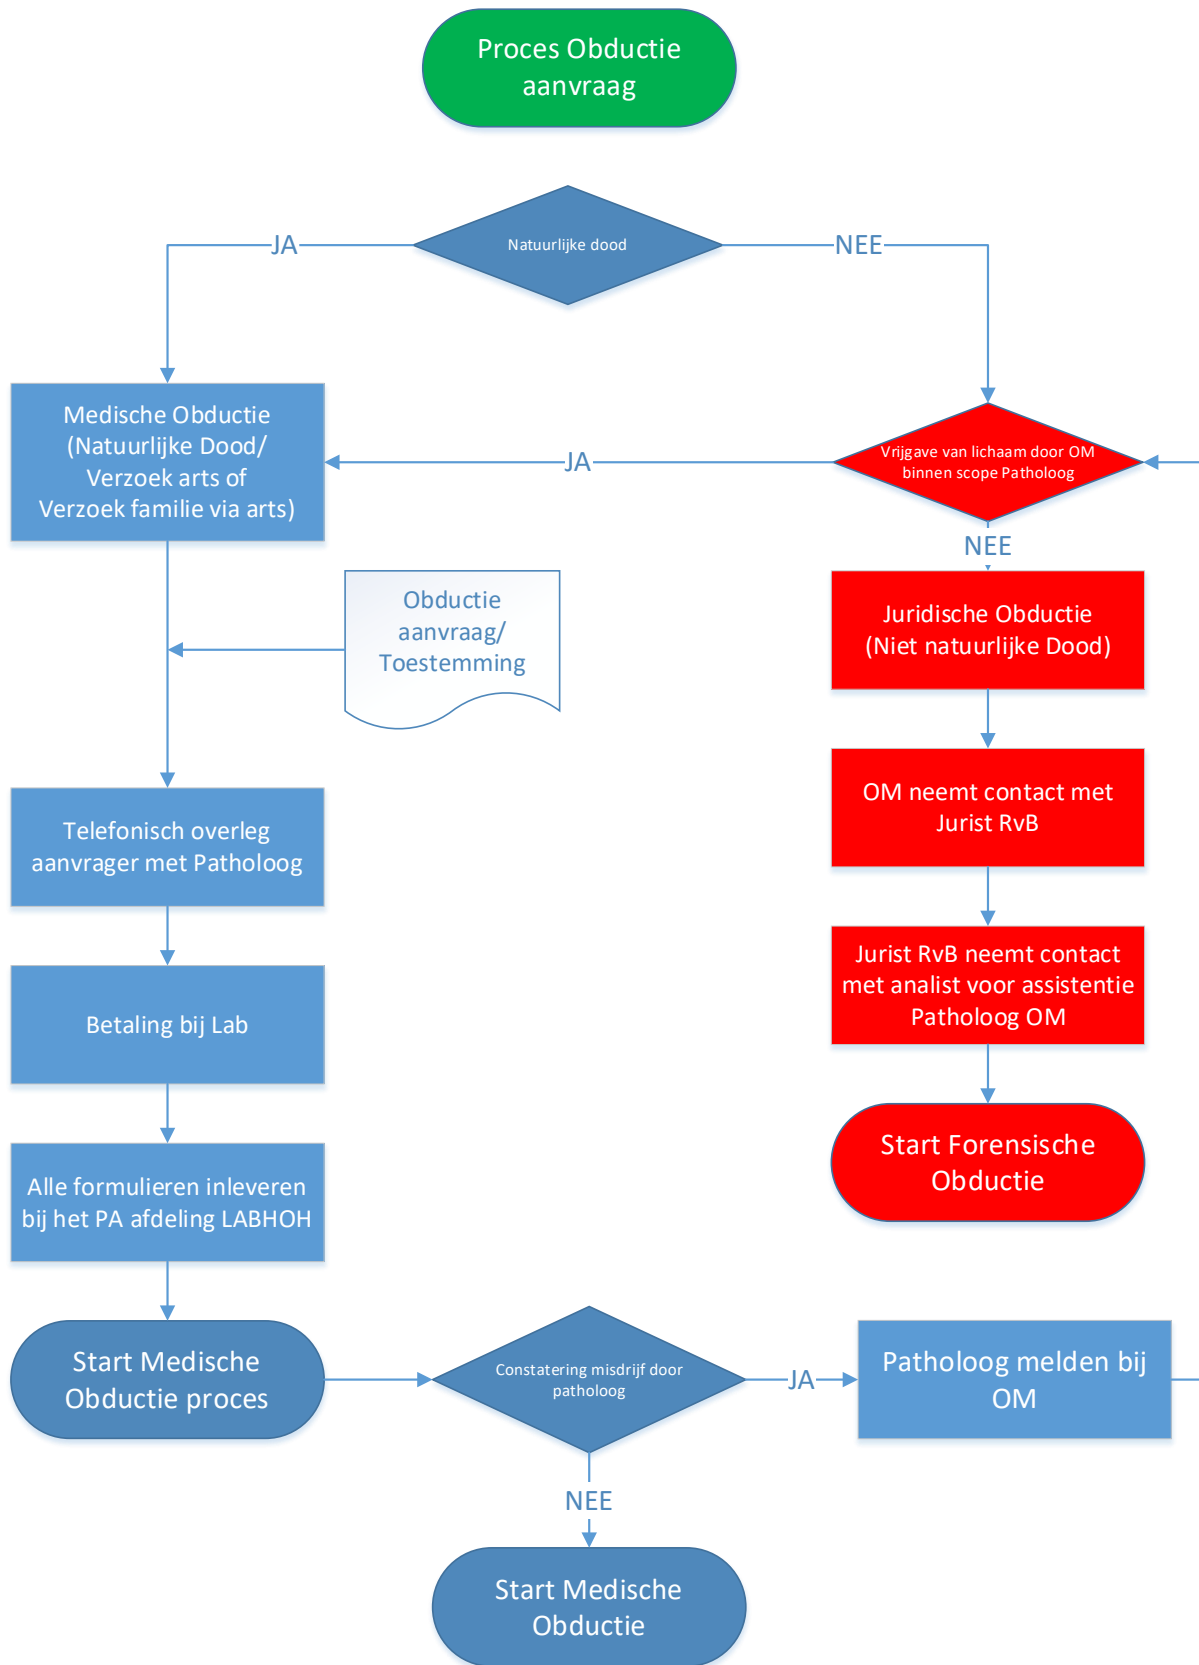 Proces Obductie
aanvraag
Natuurlijke dood
JA
NEE
Medische Obductie
(Natuurlijke Dood/
Verzoek arts of
Verzoek familie via arts)
JA
Vrijgave van lichaam door OM
binnen scope Patholoog
NEE
Obductie
aanvraag/
Toestemming
Juridische Obductie
(Niet natuurlijke Dood)
Telefonisch overleg
aanvrager met Patholoog
OM neemt contact met
Jurist RvB
Betaling bij Lab
Jurist RvB neemt contact
met analist voor assistentie
Patholoog OM
Alle formulieren inleveren
bij het PA afdeling LABHOH
Start Forensische
Obductie
Start Medische
Obductie proces
Constatering misdrijf door
patholoog
JA
Patholoog melden bij
OM
NEE
Start Medische
Obductie